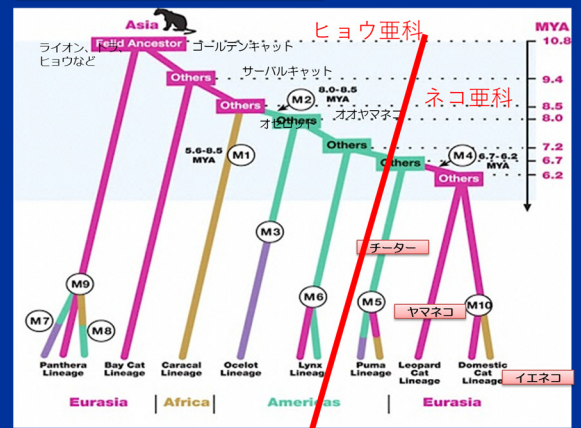 Asia
ヒョウ亜科
MYA
ライオン、トラ、
ヒョウなど
Felid Ancestor
ゴールデンキャット
10.8
Others
サーバルキャット
9.4
ネコ亜科
Others
M2
8.0-8.5
MYA
8.5
Others
オセロット
オオヤマネコ
8.0
5.6-8.5
MYA
M1
Others
7.2
Others
M4
6.7-6.2
MYA
6.7
Others
6.2
M3
チーター
M9
M6
M5
ヤマネコ
M10
M7
M8
Panthera
Lineage
Bay Cat
Lineage
Caracal
Lineage
Ocelot
Lineage
Lynx
Lineage
Puma
Lineage
Leopard
Cat
Lineage
Domestic
Cat
Lineage
イエネコ
Eurasia
Africa
Americas
Eurasia